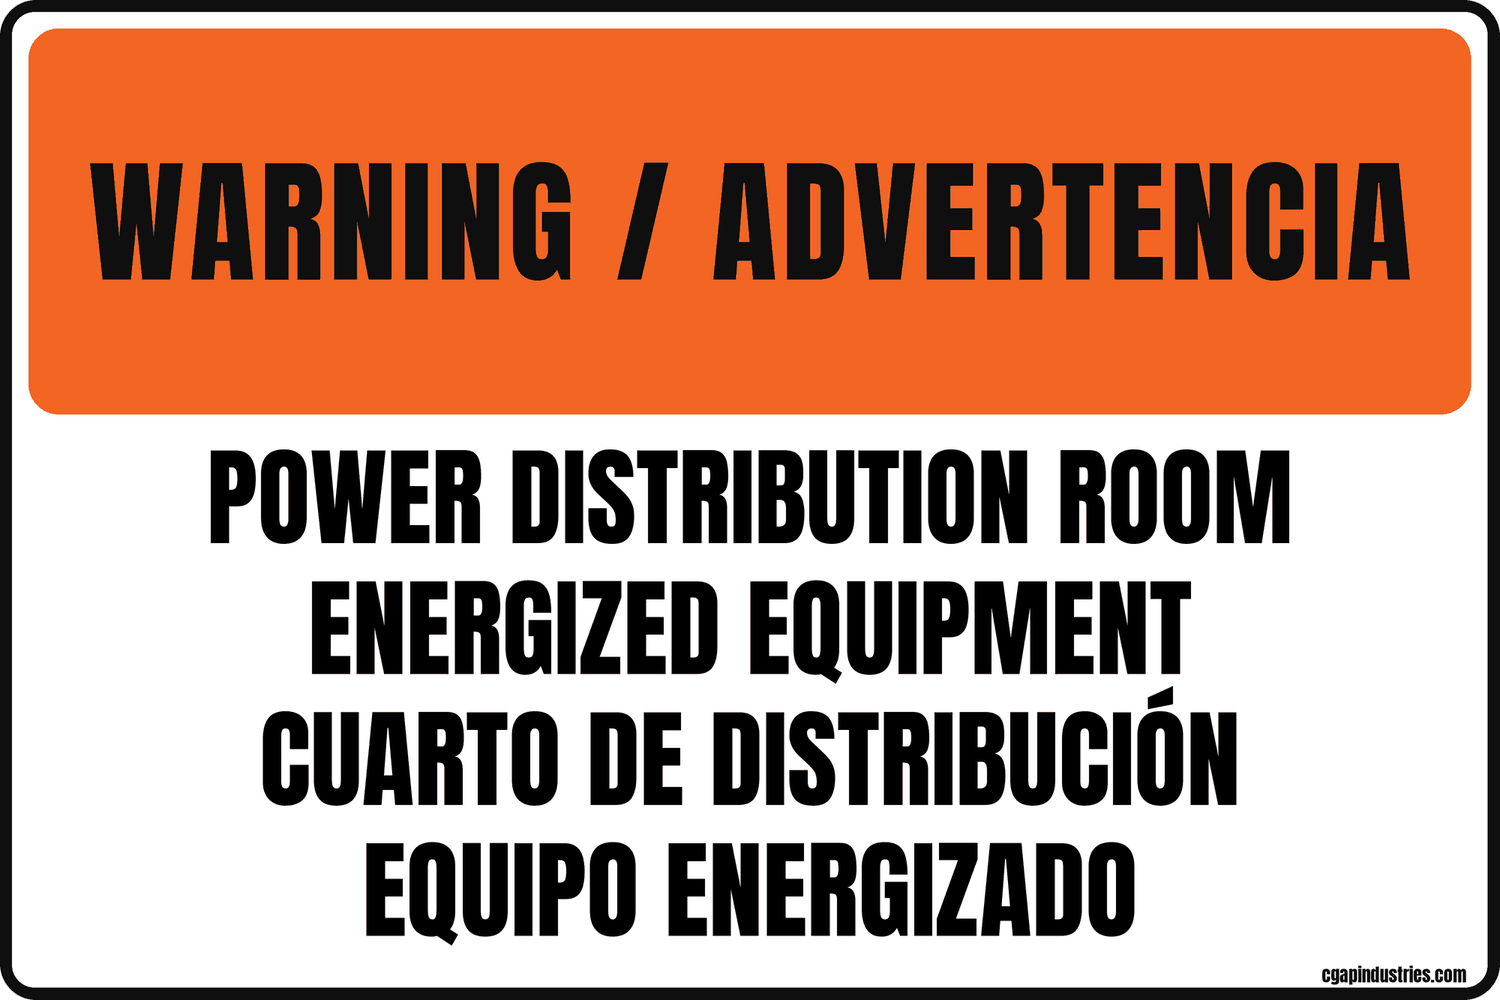 WARNING / ADVERTENCIA
POWER DISTRIBUTION ROOM
ENERGIZED EQUIPMENT
CUARTO DE DISTRIBUCIÓN
EQUIPO ENERGIZADO
cgapindustries.com